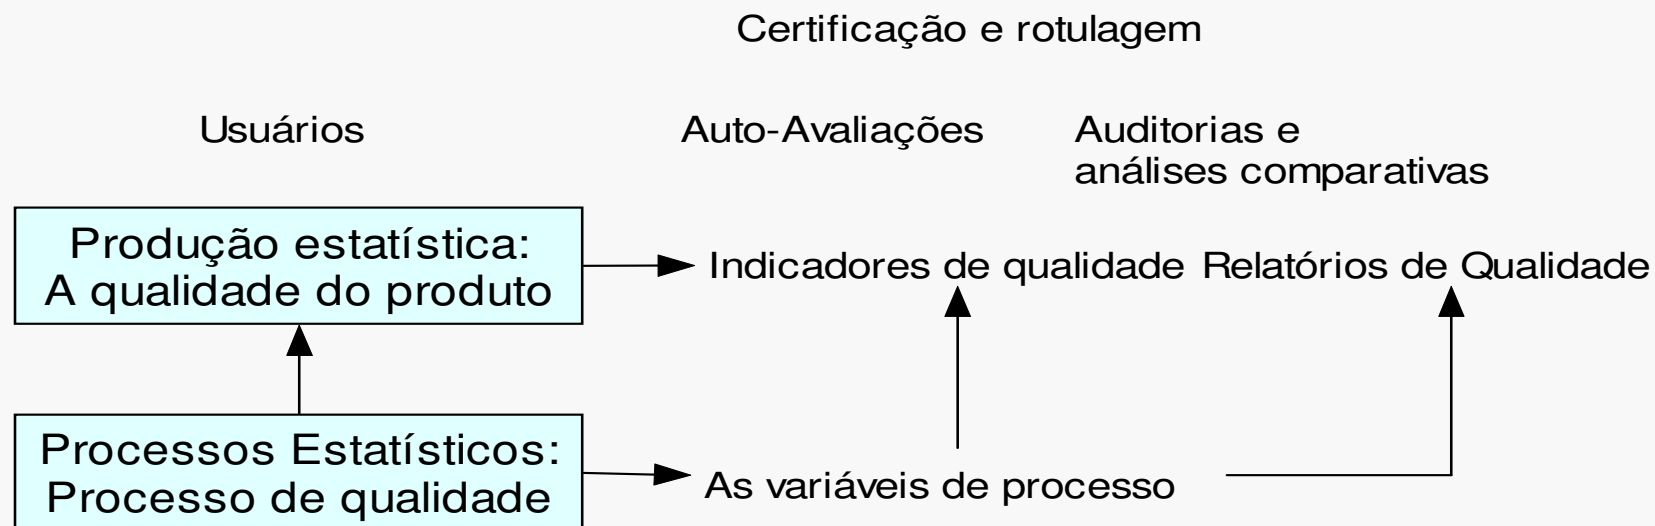 Certificação e rotulagem
Usuários
Auto-Avaliações
Auditorias e
análises comparativas
Produção estatística:
A qualidade do produto
Indicadores de qualidade
Relatórios de Qualidade
Processos Estatísticos:
Processo de qualidade
As variáveis de processo